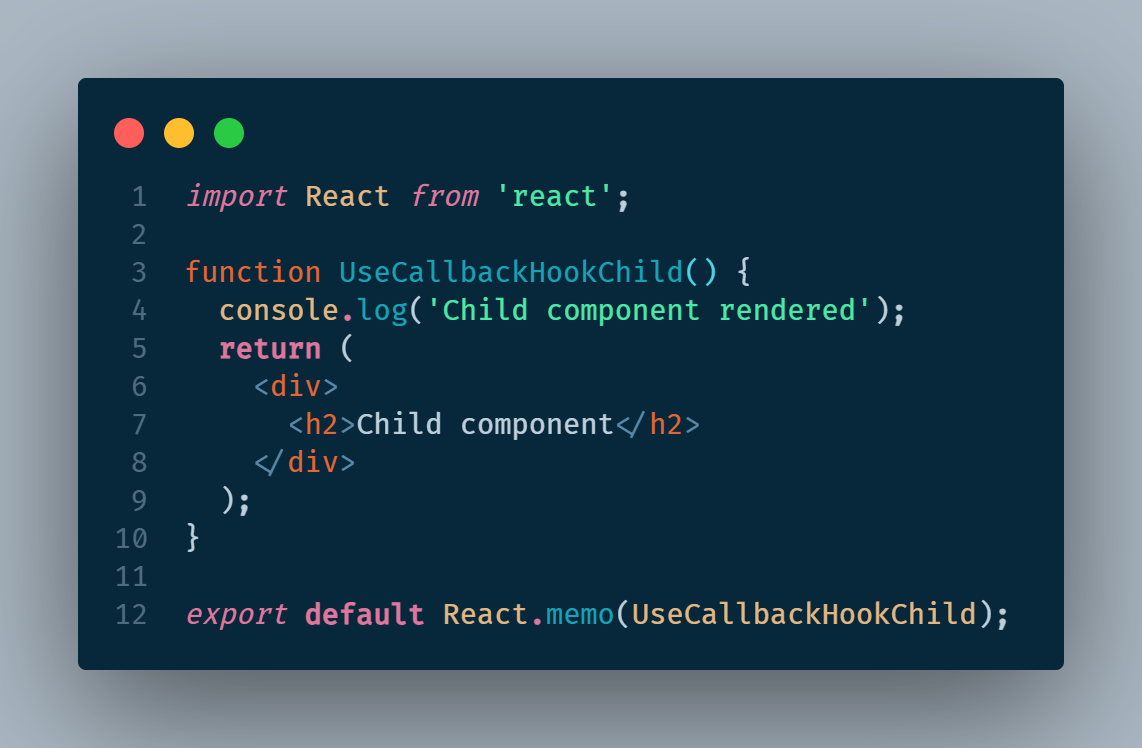 1 import React from 'react';
2
3 function UseCallbackHookChild() {
4   console.log('Child component rendered');
5   return (
6     <div>
7       <h2>Child component</h2>
8     </div>
9   );
10 }
11
12 export default React.memo(UseCallbackHookChild);